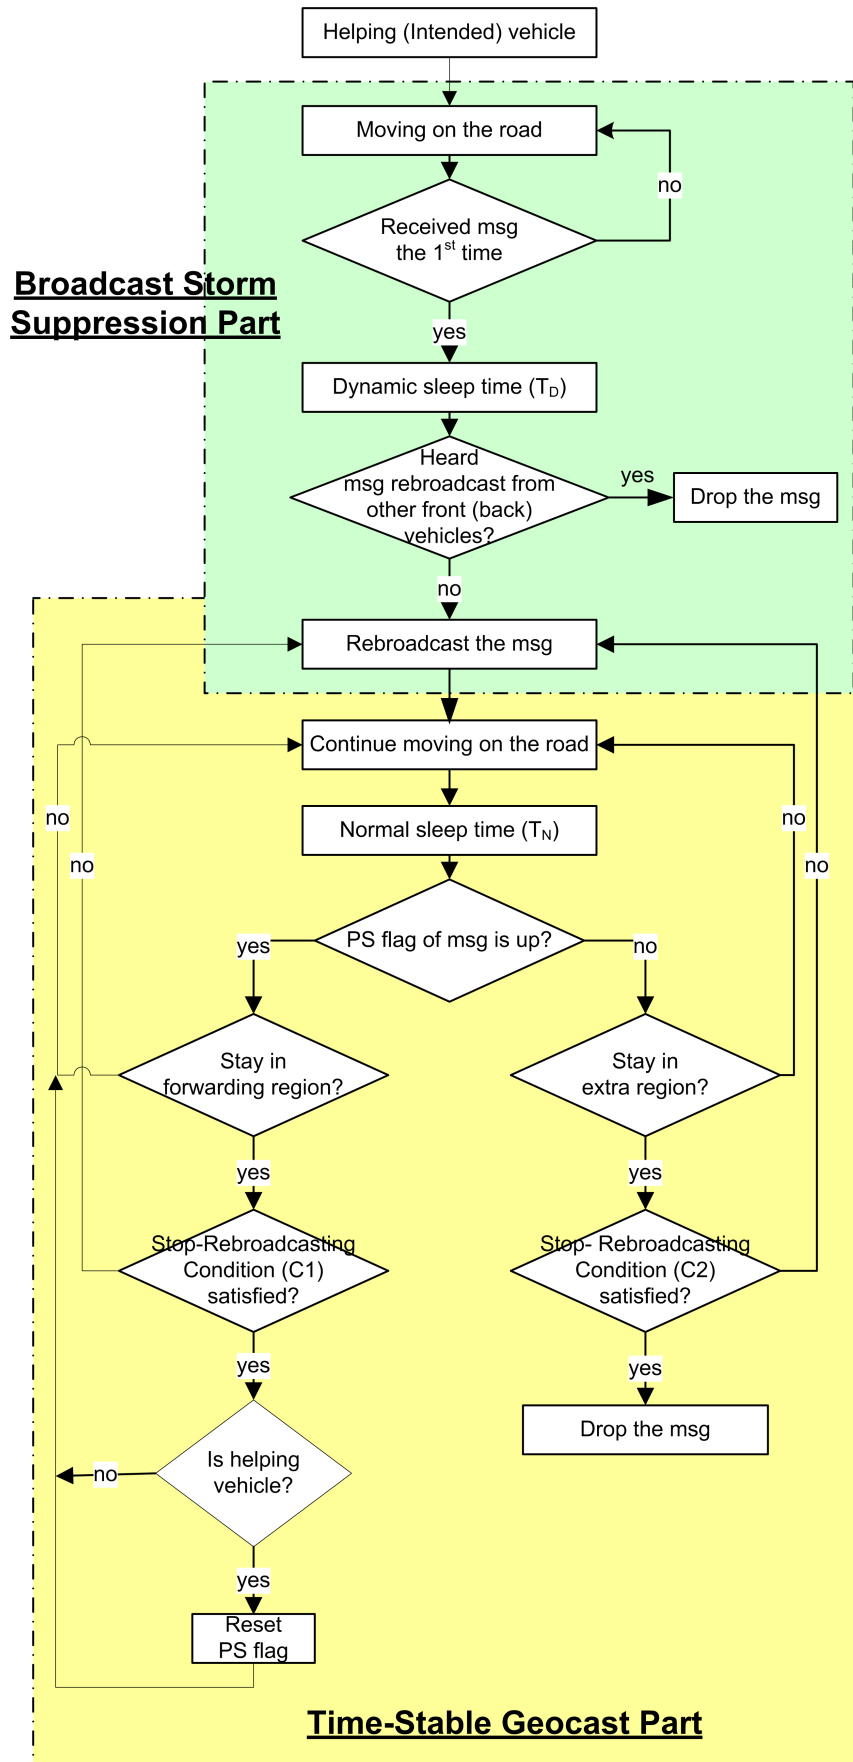 Helping (Intended) vehicle
Moving on the road
no
Received msg
the 1st time
Broadcast Storm
Suppression Part
yes
Dynamic sleep time (TD)
Heard
msg rebroadcast from
other front (back)
vehicles?
yes
Drop the msg
no
Rebroadcast the msg
Continue moving on the road
no
no
Normal sleep time (TN)
no
no
PS flag of msg is up?
yes
no
Stay in
forwarding region?
Stay in
extra region?
yes
yes
Stop-Rebroadcasting
Condition (C1)
satisfied?
Stop- Rebroadcasting
Condition (C2)
satisfied?
yes
yes
Drop the msg
Is helping
vehicle?
no
yes
Reset
PS flag
Time-Stable Geocast Part